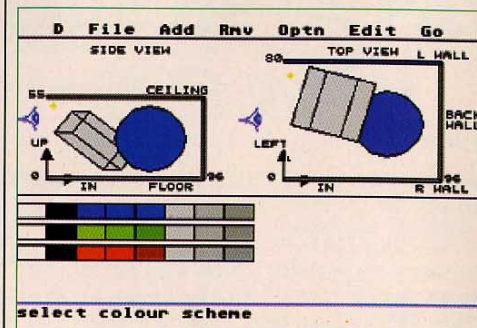 D File Add Rmv Optn Edit Go
SIDE VIEW
TOP VIEW
L WALL
80
55
CEILING
BACK WALL
UP
LEFT
0
IN
FLOOR
96
0
IN
96
R WALL
select colour scheme